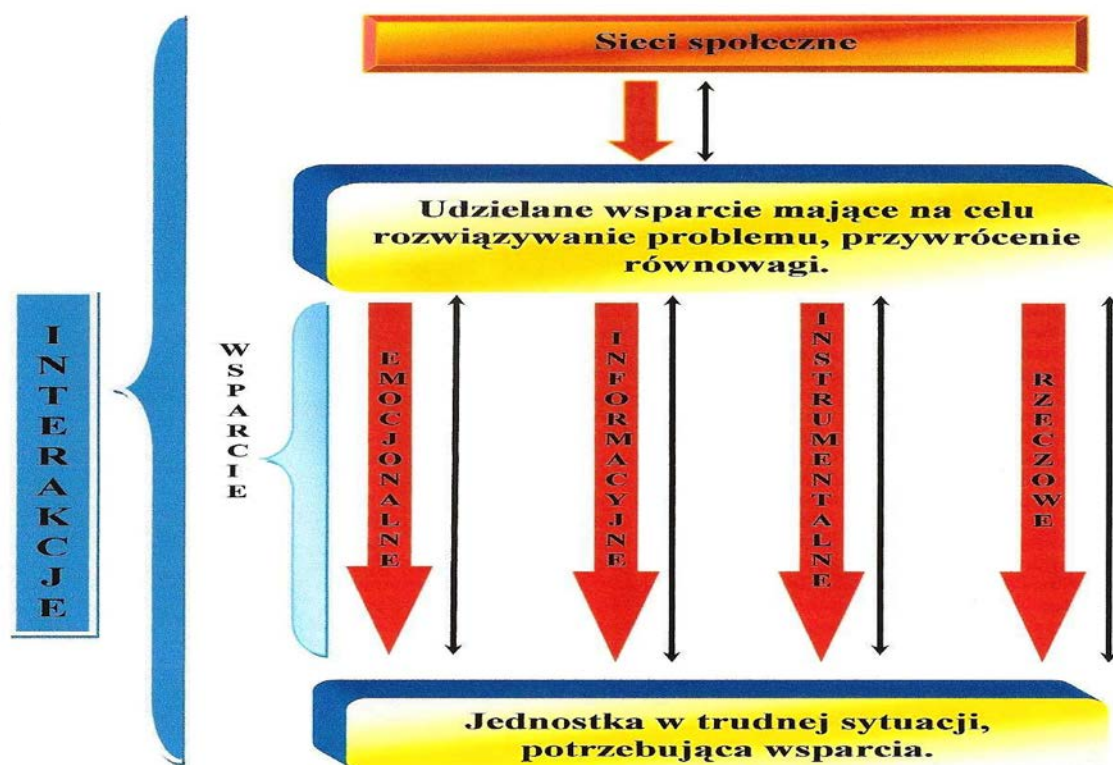 Sieci społeczne
Udzielane wsparcie mające na celu
rozwiązywanie problemu, przywrócenie
równowagi.
INTERAKCJE
WSPARCIE
EMOCJONALNE
INFORMACYJNE
INSTRUMENTALNE
RZECZOWE
Jednostka w trudnej sytuacji,
potrzebująca wsparcia.